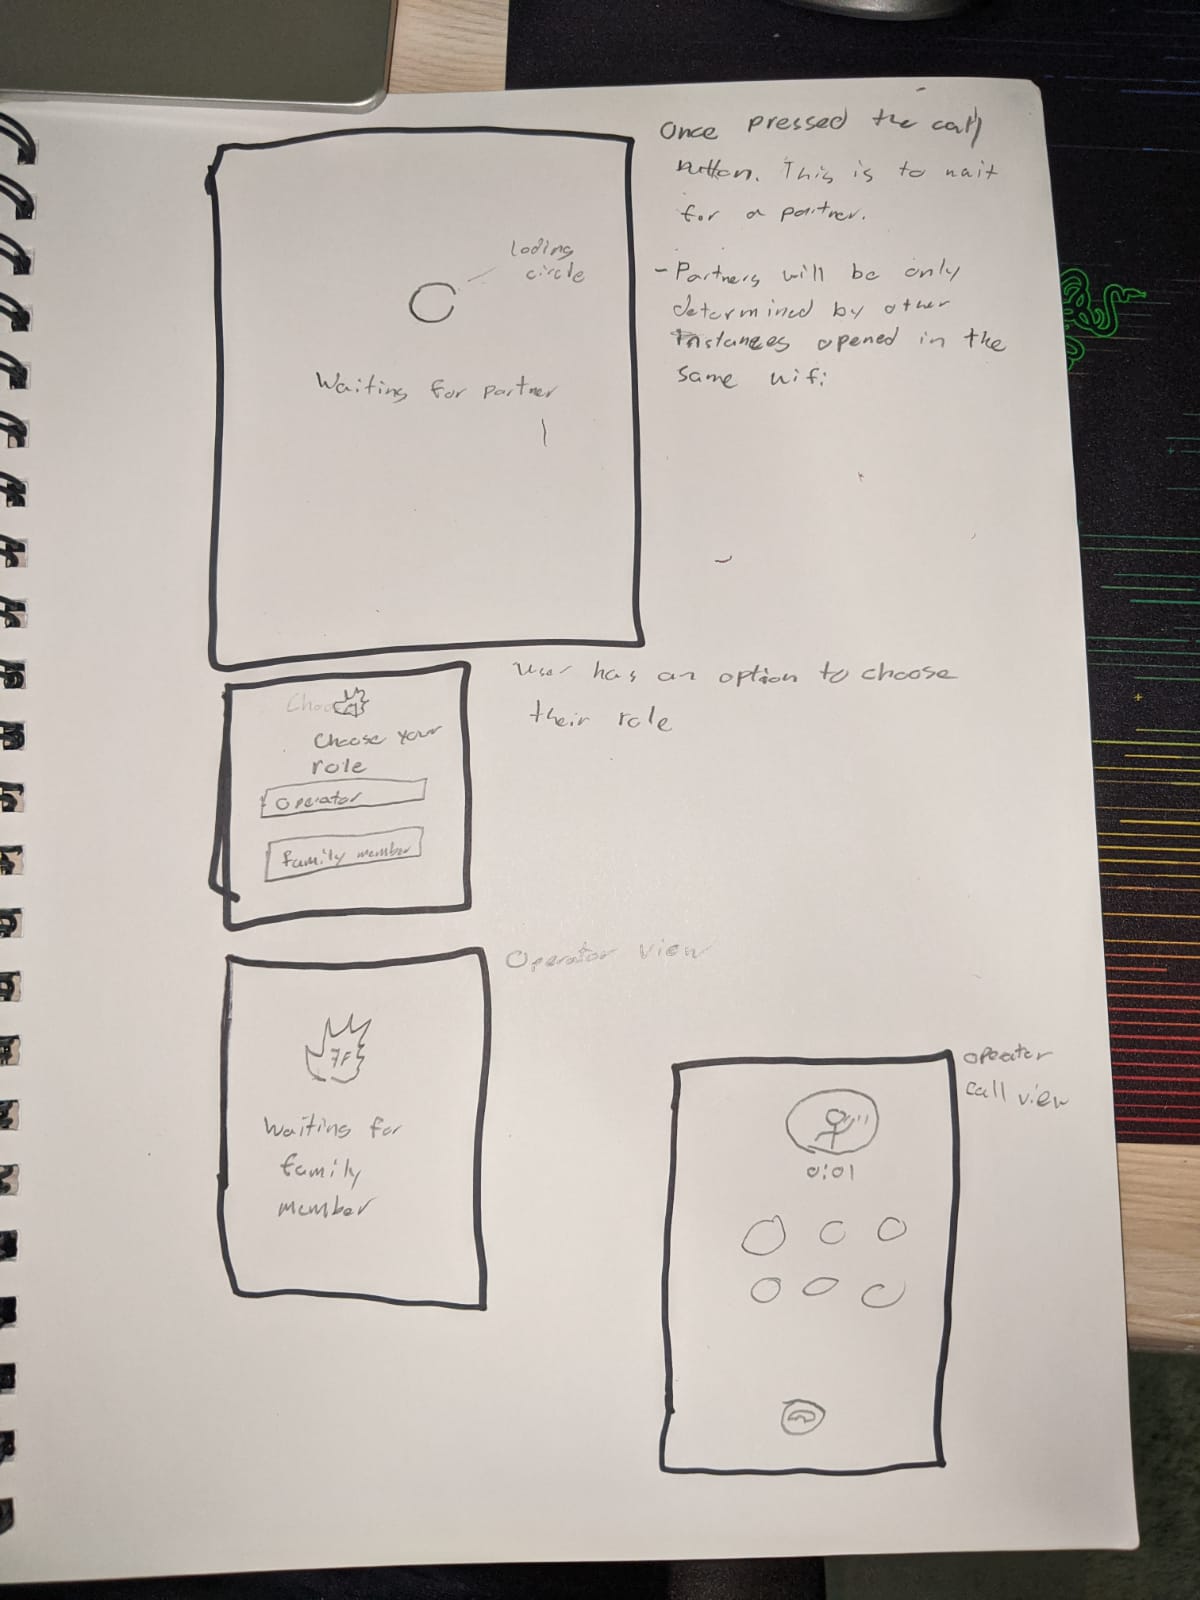 Once pressed the call
button. This is to wait
for a partner.
- Partners will be only
determined by other
instances opened in the
same wifi
Loding
circle
Waiting for partner
User has an option to choose
their role
Choose your
role
Operator
family member
Operator view
7F
Waiting for
family
member
opeator
call view
0:01